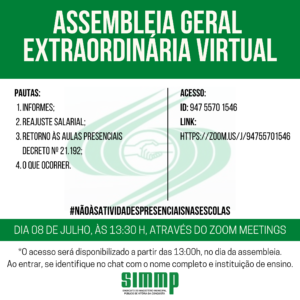 ASSEMBLEIA GERAL
EXTRAORDINÁRIA VIRTUAL
PAUTAS:
1. INFORMES;
2. REAJUSTE SALARIAL;
3. RETORNO ÀS AULAS PRESENCIAIS
DECRETO Nº 21.192;
4. O QUE OCORRER.
ACESSO:
ID: 947 5570 1546
LINK:
HTTPS://ZOOM.US/J/94755701546
#NÃOÀSATIVIDADESPRESENCIAISNASESCOLAS
DIA 08 DE JULHO, ÀS 13:30 H, ATRAVÉS DO ZOOM MEETINGS
*O acesso será disponibilizado a partir das 13:00h, no dia da assembleia.
Ao entrar, se identifique no chat com o nome completo e instituição de ensino.
SIMMP